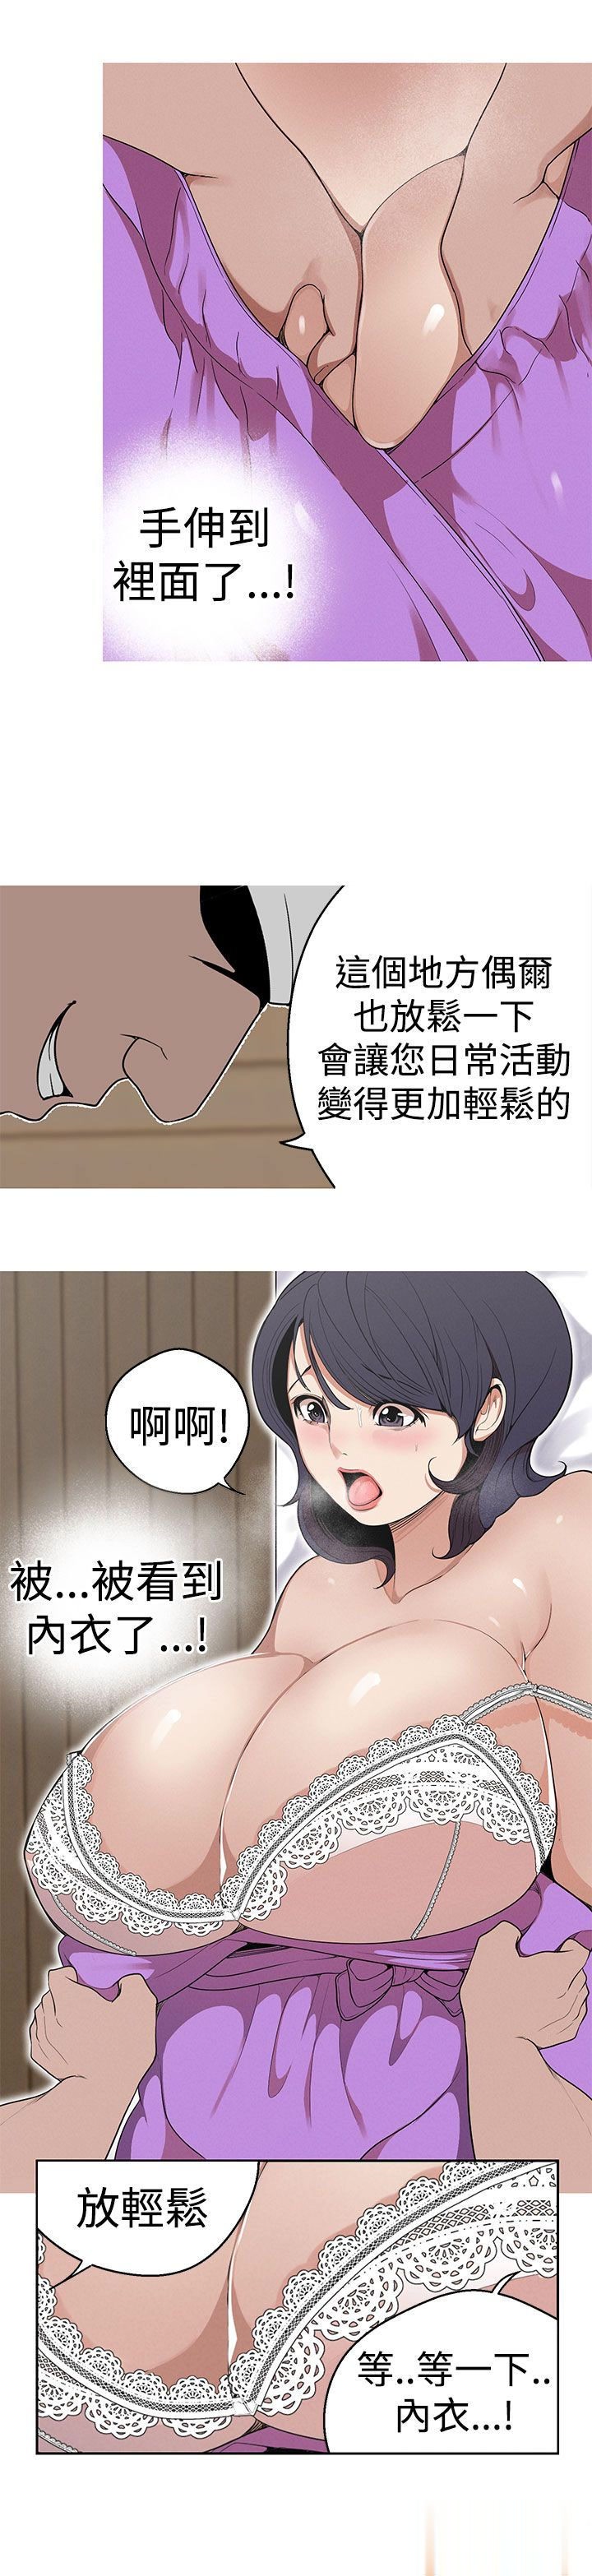 手伸到
裡面了...!
這個地方偶爾
也放鬆一下
會讓您日常活動
變得更加輕鬆的
啊啊!
被...被看到
內衣了...!
放輕鬆
等..等一下..
內衣...!